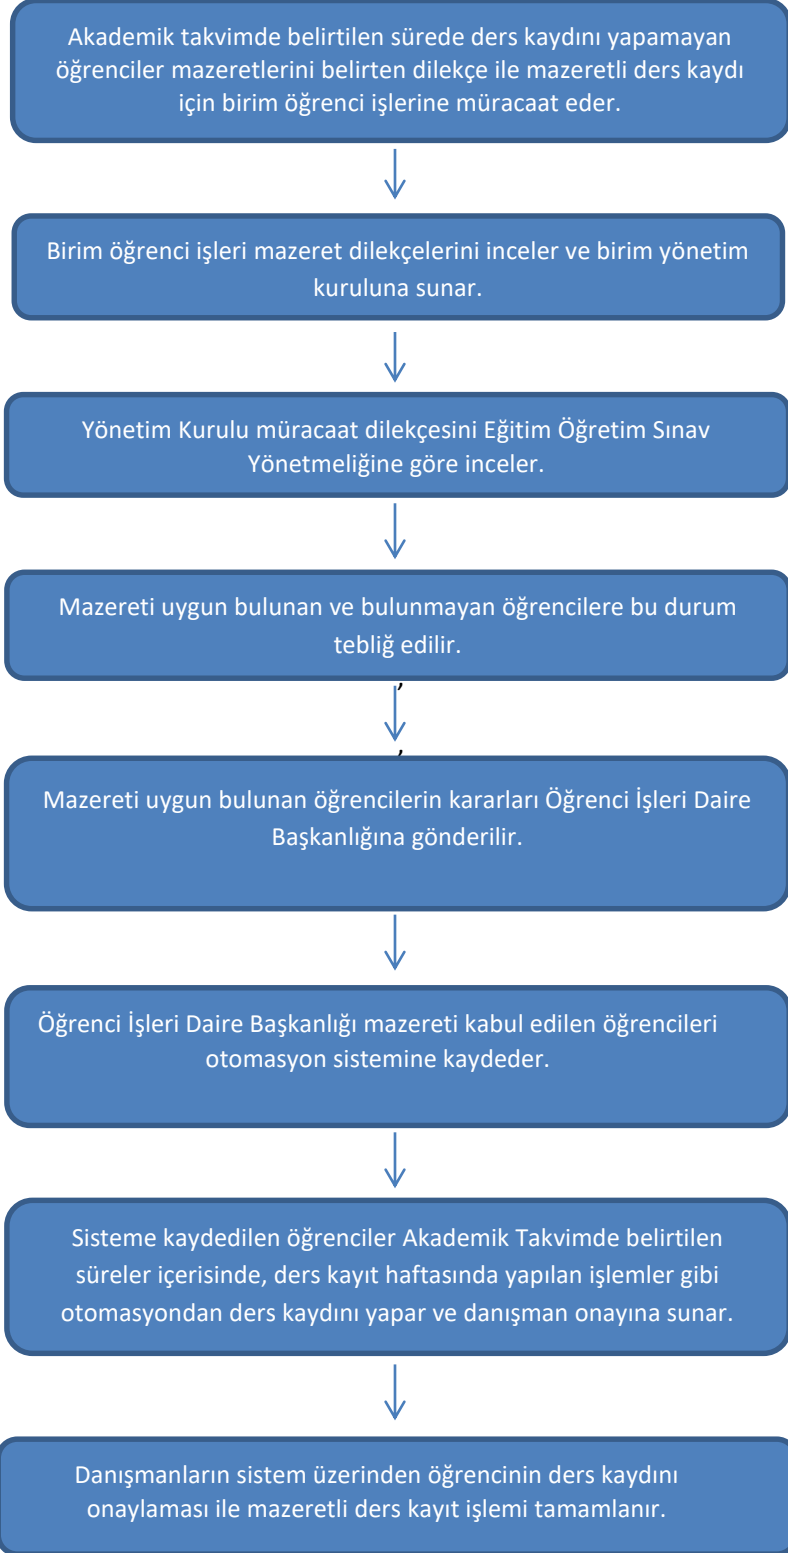 Akademik takvimde belirtilen sürede ders kaydını yapamayan
öğrenciler mazeretlerini belirten dilekçe ile mazeretli ders kaydı
için birim öğrenci işlerine müracaat eder.
Birim öğrenci işleri mazeret dilekçelerini inceler ve birim yönetim
kuruluna sunar.
Yönetim Kurulu müracaat dilekçesini Eğitim Öğretim Sınav
Yönetmeliğine göre inceler.
Mazereti uygun bulunan ve bulunmayan öğrencilere bu durum
tebliğ edilir.
,
,
Mazereti uygun bulunan öğrencilerin kararları Öğrenci İşleri Daire
Başkanlığına gönderilir.
Öğrenci İşleri Daire Başkanlığı mazereti kabul edilen öğrencileri
otomasyon sistemine kaydeder.
Sisteme kaydedilen öğrenciler Akademik Takvimde belirtilen
süreler içerisinde, ders kayıt haftasında yapılan işlemler gibi
otomasyondan ders kaydını yapar ve danışman onayına sunar.
Danışmanların sistem üzerinden öğrencinin ders kaydını
onaylaması ile mazeretli ders kayıt işlemi tamamlanır.